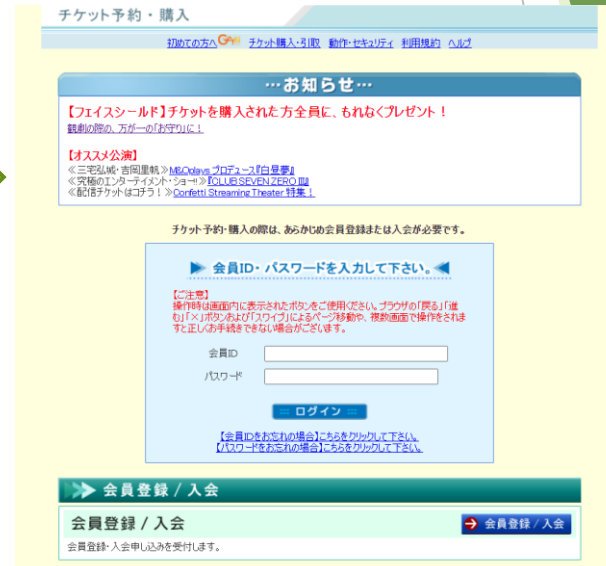 チケット予約・購入
初めての方へ GAY! チケット購入・引取 動作・セキュリティ 利用規約 ヘルプ
…お知らせ…
【フェイスシールド】チケットを購入された方全員に、もれなくプレゼント！
観劇の際の、万が一の「お守り」に！
【オススメ公演】
≪三宅弘城・吉岡里帆≫M&Oplaysプロデュース『白昼夢』
≪究極のエンターテイメント・ショー!!≫『CLUB SEVEN ZERO Ⅲ』
≪配信チケットはコチラ！≫Confetti Streaming Theater 特集！
チケット予約・購入の際は、あらかじめ会員登録または入会が必要です。
会員ID・パスワードを入力して下さい。
【ご注意】
操作時は画面内に表示されたボタンをご使用ください。ブラウザの「戻る」「進
む」「×」ボタンおよび「スワイプ」によるページ移動や、複数画面で操作をされま
すと正しくお手続きできない場合がございます。
会員ID
パスワード
ログイン
【会員IDをお忘れの場合】こちらをクリックして下さい。
【パスワードをお忘れの場合】こちらをクリックして下さい。
会員登録 / 入会
会員登録 / 入会
会員登録／入会
会員登録・入会申し込みを受付します。